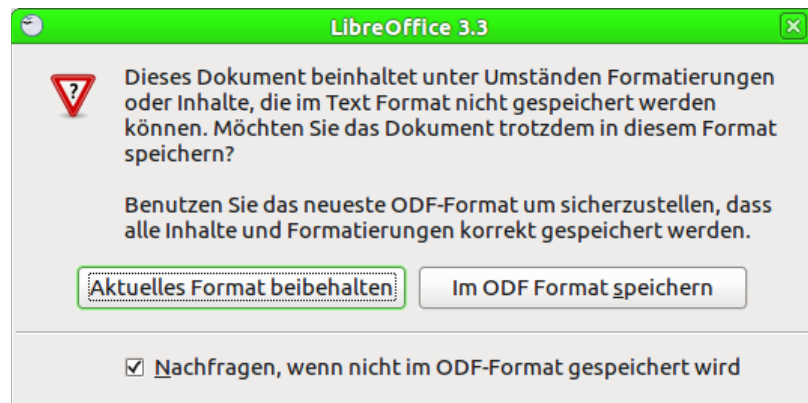 LibreOffice 3.3
Dieses Dokument beinhaltet unter Umständen Formatierungen
oder Inhalte, die im Text Format nicht gespeichert werden
können. Möchten Sie das Dokument trotzdem in diesem Format
speichern?
Benutzen Sie das neueste ODF-Format um sicherzustellen, dass
alle Inhalte und Formatierungen korrekt gespeichert werden.
Aktuelles Format beibehalten Im ODF Format speichern
Nachfragen, wenn nicht im ODF-Format gespeichert wird